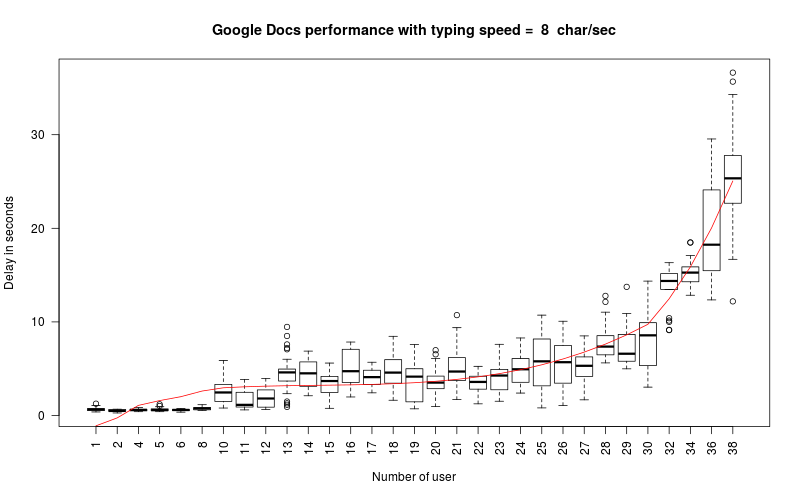 Google Docs performance with typing speed = 8 char/sec
Delay in seconds
30
20
10
0
1 2 4 5 6 8 10 11 12 13 14 15 16 17 18 19 20 21 22 23 24 25 26 27 28 29 30 32 34 36 38
Number of user